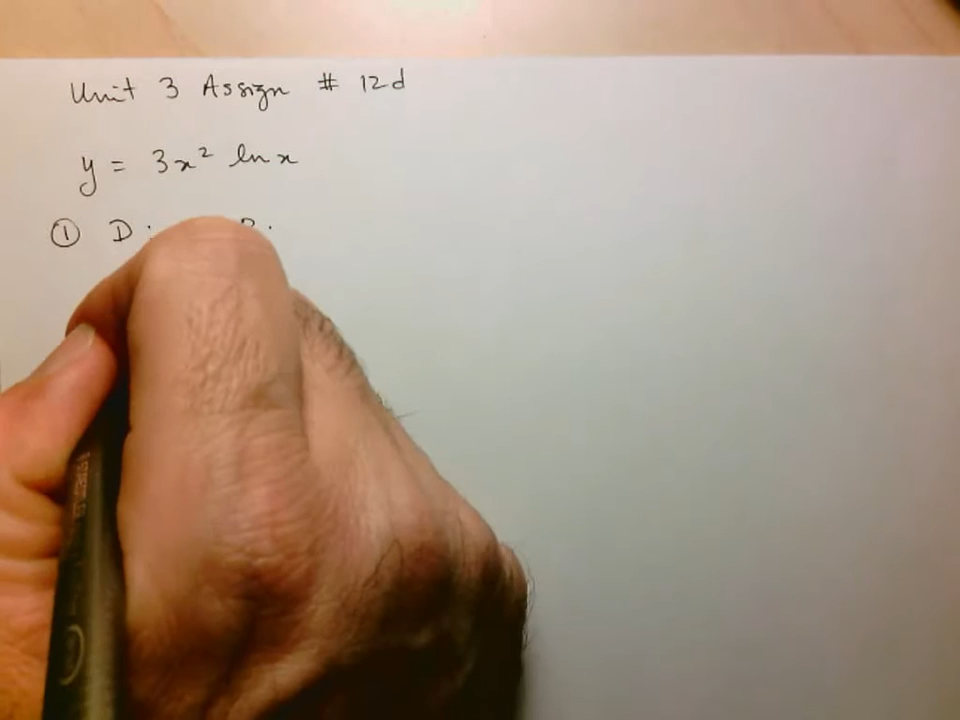 Unit 3 Assign # 12d
y = 3x² ln x
① D: